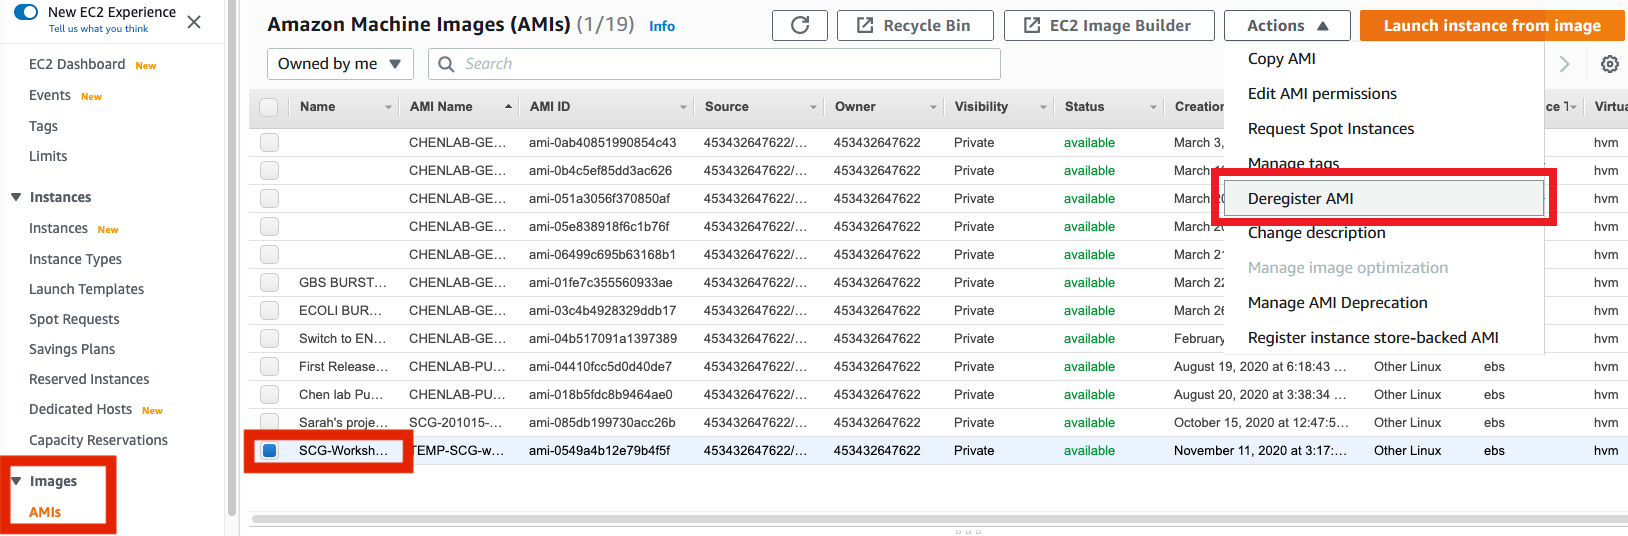 New EC2 Experience
Tell us what you think
EC2 Dashboard New
Events New
Tags
Limits
Instances
Instances New
Instance Types
Launch Templates
Spot Requests
Savings Plans
Reserved Instances
Dedicated Hosts New
Capacity Reservations
Images
AMIs
Amazon Machine Images (AMIs) (1/19) Info
Recycle Bin
EC2 Image Builder
Actions
Launch instance from image
Owned by me
Search
Copy AMI
Edit AMI permissions
Request Spot Instances
Manage tags
Deregister AMI
Change description
Manage image optimization
Manage AMI Deprecation
Register instance store-backed AMI
Name AMI Name AMI ID Source Owner Visibility Status Creation ce T Virtu
CHENLAB-GE... ami-0ab40851990854c43 453432647622/... 453432647622 Private available March 3, hvm
CHENLAB-GE... ami-0b4c5ef85dd3ac626 453432647622/... 453432647622 Private available March hvm
CHENLAB-GE... ami-051a3056f370850af 453432647622/... 453432647622 Private available March 20 hvm
CHENLAB-GE... ami-05e838918f6c1b76f 453432647622/... 453432647622 Private available March 20 hvm
CHENLAB-GE... ami-06499c695b63168b1 453432647622/... 453432647622 Private available March 21 hvm
GBS BURST... CHENLAB-GE... ami-01fe7c355560933ae 453432647622/... 453432647622 Private available March 22 hvm
ECOLI BUR... CHENLAB-GE... ami-03c4b4928329ddb17 453432647622/... 453432647622 Private available March 26 hvm
Switch to EN... CHENLAB-GE... ami-04b517091a1397389 453432647622/... 453432647622 Private available February hvm
First Release... CHENLAB-PU... ami-04410fcc5d0d40de7 453432647622/... 453432647622 Private available August 19, 2020 at 6:18:43 ... Other Linux ebs hvm
Chen lab Pu... CHENLAB-PU... ami-018b5fdc8b9464ae0 453432647622/... 453432647622 Private available August 20, 2020 at 3:38:34 ... Other Linux ebs hvm
Sarah's proje... SCG-201015-... ami-085db199730acc26b 453432647622/... 453432647622 Private available October 15, 2020 at 12:47:5... Other Linux ebs hvm
SCG-Worksh... TEMP-SCG-w... ami-0549a4b12e79b4f5f 453432647622/... 453432647622 Private available November 11, 2020 at 3:17:... Other Linux ebs hvm